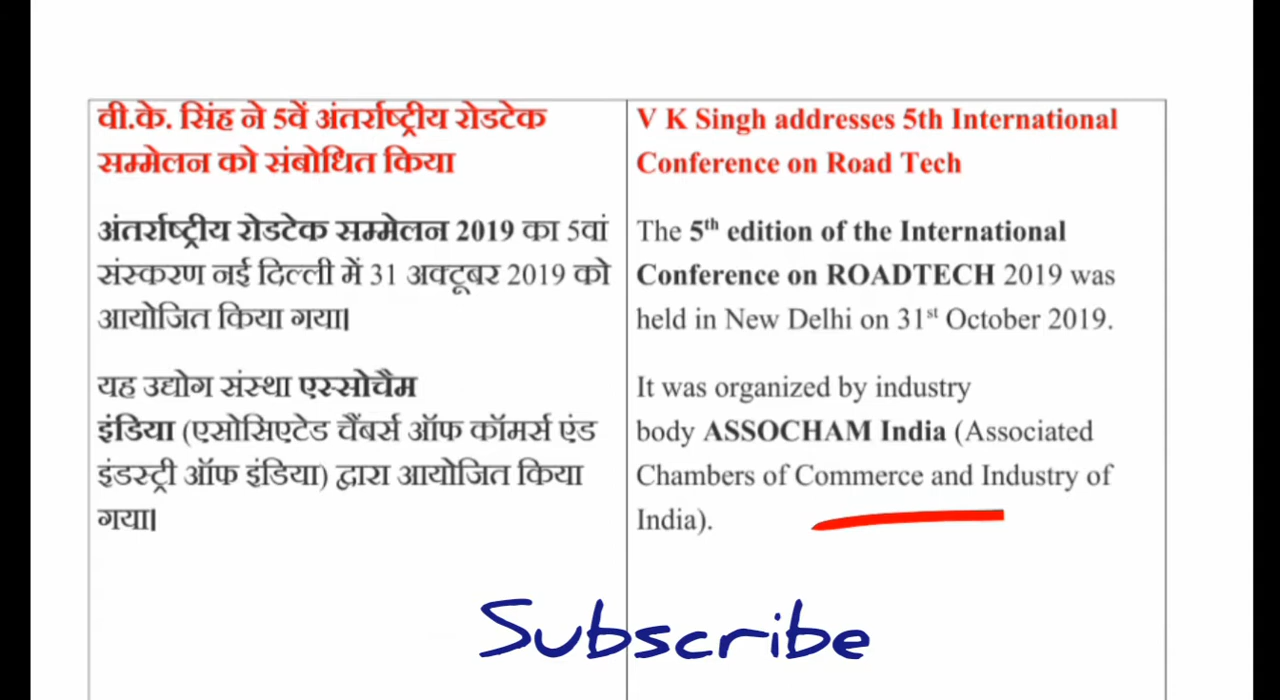 वी.के. सिंह ने 5वें अंतर्राष्ट्रीय रोडटेक
सम्मेलन को संबोधित किया
अंतर्राष्ट्रीय रोडटेक सम्मेलन 2019 का 5वां
संस्करण नई दिल्ली में 31 अक्टूबर 2019 को
आयोजित किया गया।
यह उद्योग संस्था एस्सोचैम
इंडिया (एसोसिएटेड चैंबर्स ऑफ कॉमर्स एंड
इंडस्ट्री ऑफ इंडिया) द्वारा आयोजित किया
गया।
V K Singh addresses 5th International
Conference on Road Tech
The 5th edition of the International
Conference on ROADTECH 2019 was
held in New Delhi on 31st October 2019.
It was organized by industry
body ASSOCHAM India (Associated
Chambers of Commerce and Industry of
India).
Subscribe